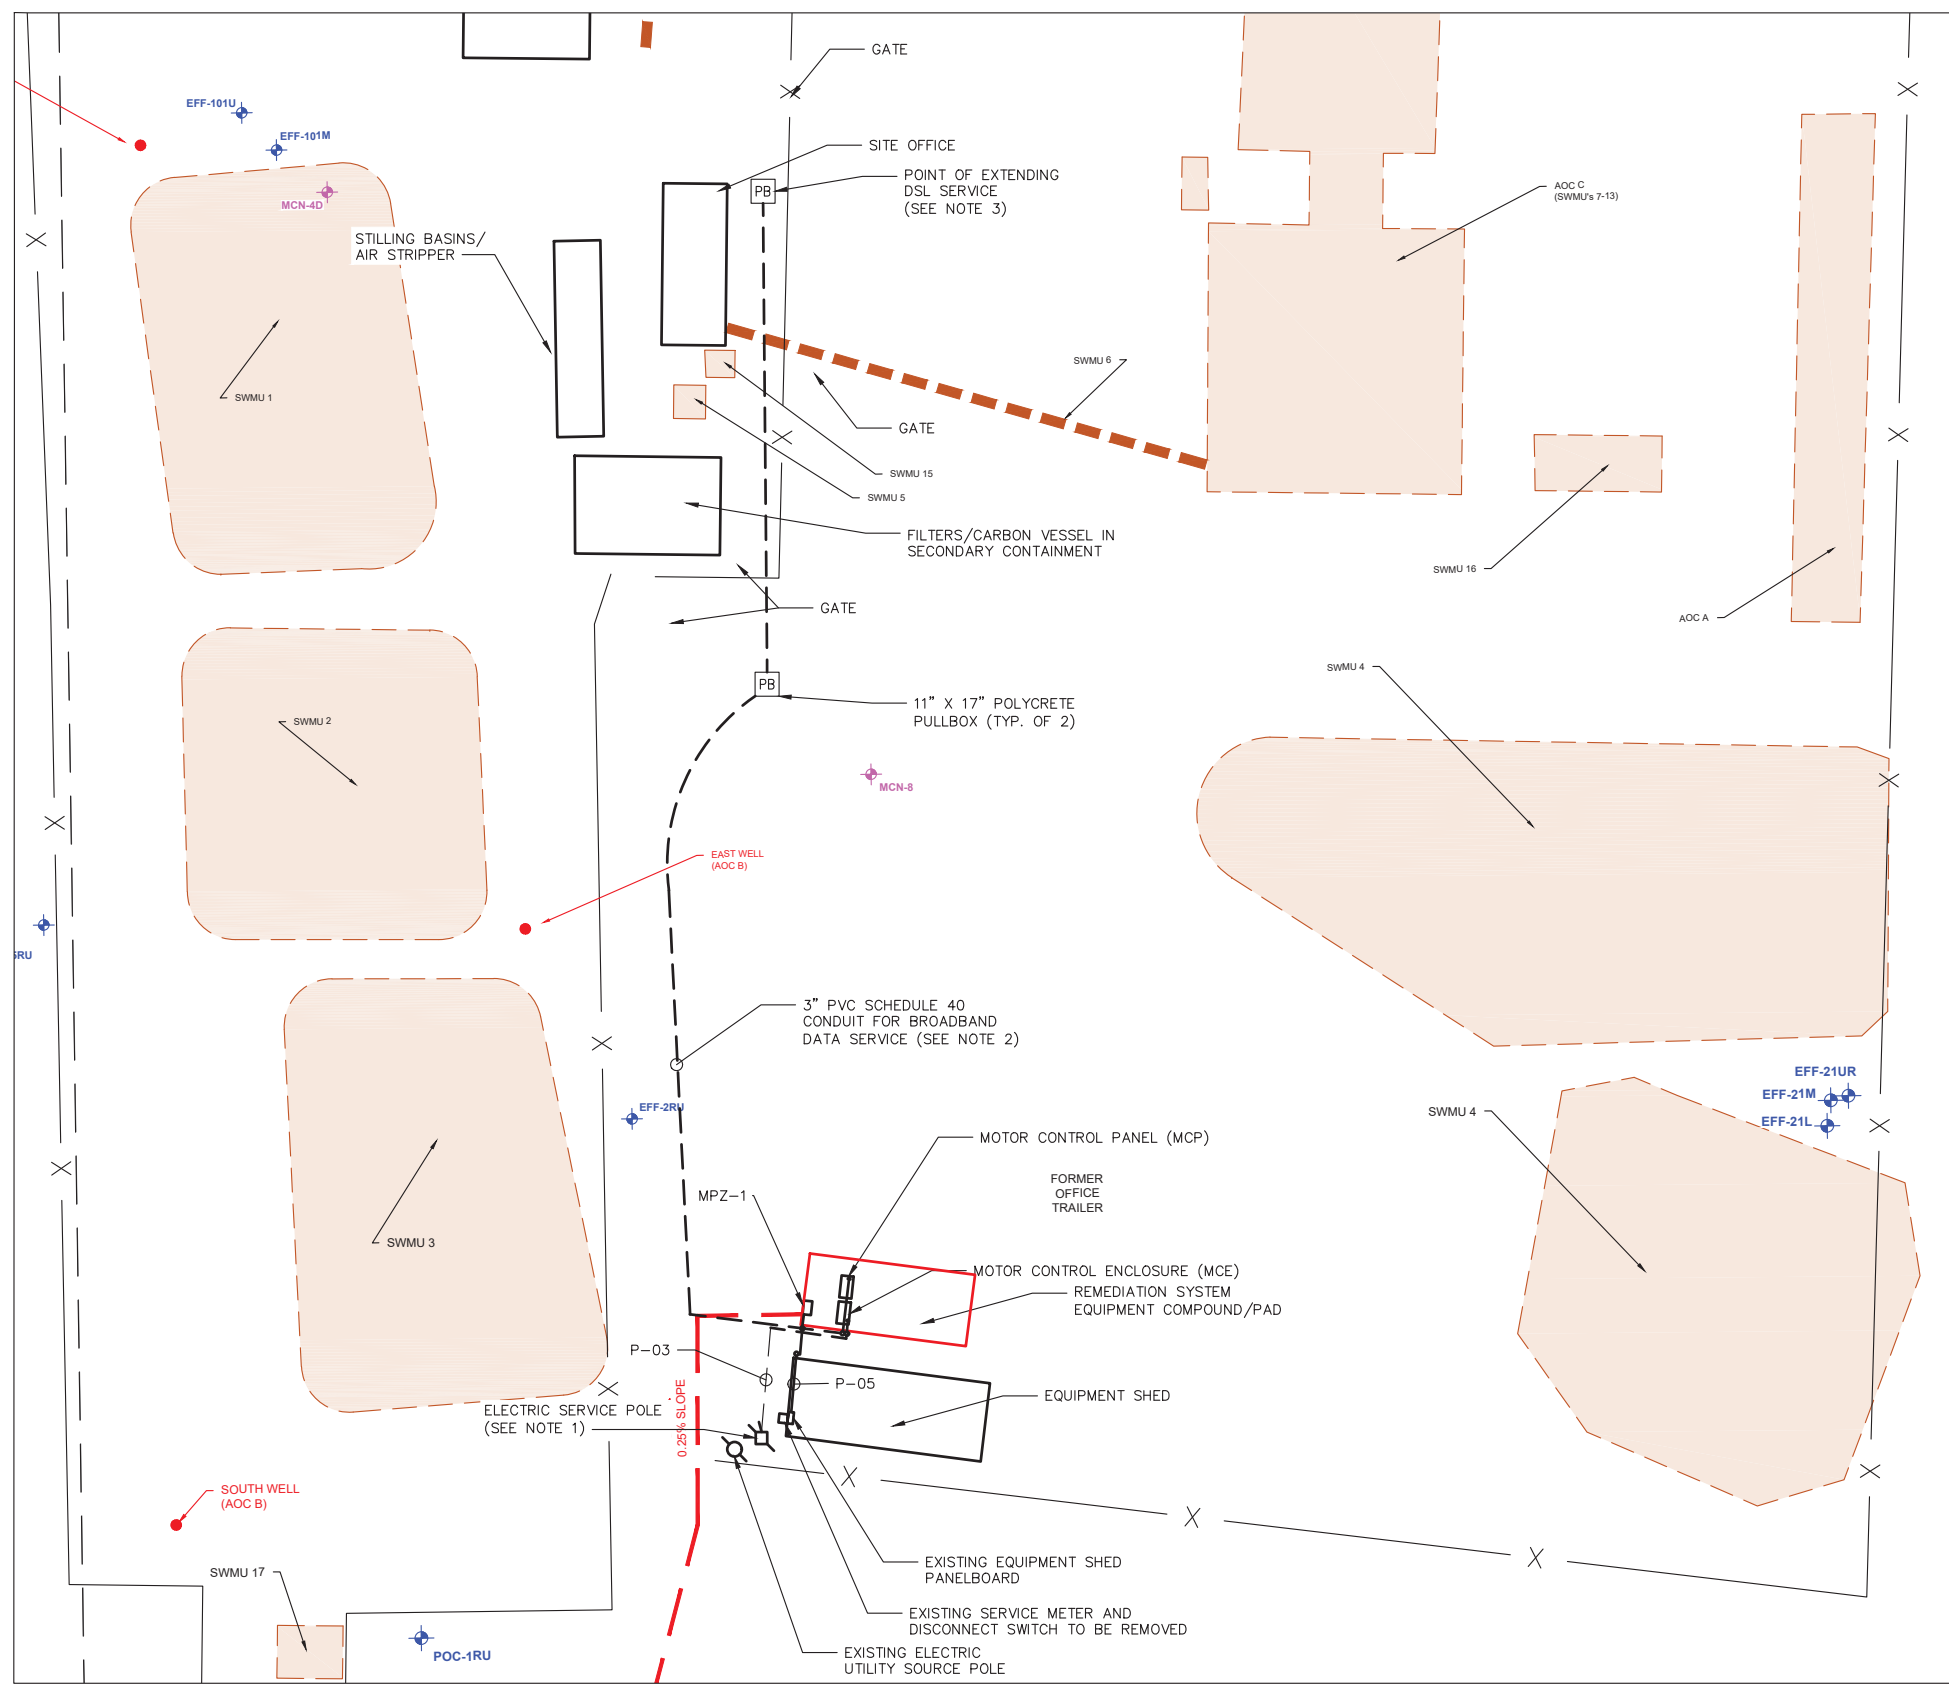 GATE
EFF-101U
EFF-101M
SITE OFFICE
PB
POINT OF EXTENDING
DSL SERVICE
(SEE NOTE 3)
AOC C
(SWMU's 7-13)
MCN-4D
STILLING BASINS/
AIR STRIPPER
SWMU 6
SWMU 1
GATE
SWMU 15
SWMU 5
FILTERS/CARBON VESSEL IN
SECONDARY CONTAINMENT
SWMU 16
GATE
AOC A
SWMU 4
PB
11" X 17" POLYCRETE
PULLBOX (TYP. OF 2)
SWMU 2
MCN-8
EAST WELL
(AOC B)
RU
3" PVC SCHEDULE 40
CONDUIT FOR BROADBAND
DATA SERVICE (SEE NOTE 2)
EFF-21UR
EFF-21M
EFF-21L
EFF-2RU
SWMU 4
MOTOR CONTROL PANEL (MCP)
FORMER
OFFICE
TRAILER
MPZ-1
SWMU 3
MOTOR CONTROL ENCLOSURE (MCE)
REMEDIATION SYSTEM
EQUIPMENT COMPOUND/PAD
P-03
P-05
EQUIPMENT SHED
ELECTRIC SERVICE POLE
(SEE NOTE 1)
0.25% SLOPE
SOUTH WELL
(AOC B)
EXISTING EQUIPMENT SHED
PANELBOARD
SWMU 17
EXISTING SERVICE METER AND
DISCONNECT SWITCH TO BE REMOVED
EXISTING ELECTRIC
UTILITY SOURCE POLE
POC-1RU